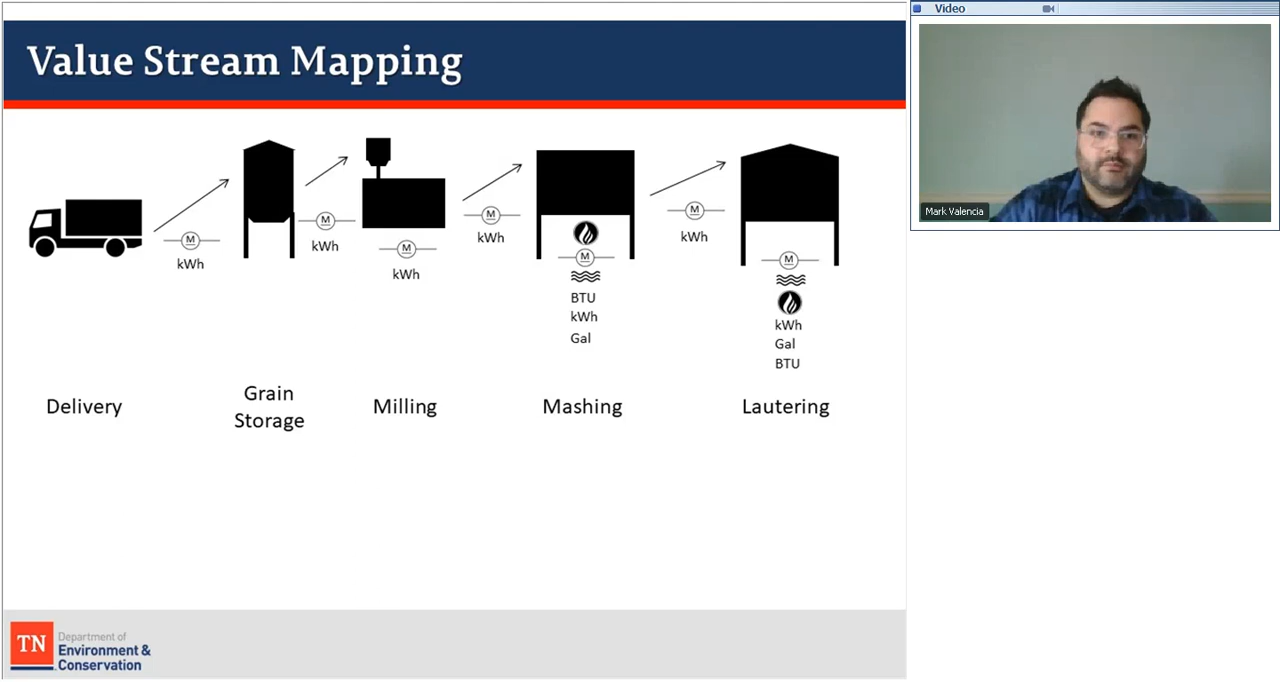 Value Stream Mapping
Video
Mark Valencia
M
kWh
M
kWh
M
kWh
M
kWh
M
BTU
kWh
Gal
M
kWh
M
kWh
Gal
BTU
Delivery
Grain
Storage
Milling
Mashing
Lautering
TN
Department of
Environment &
Conservation